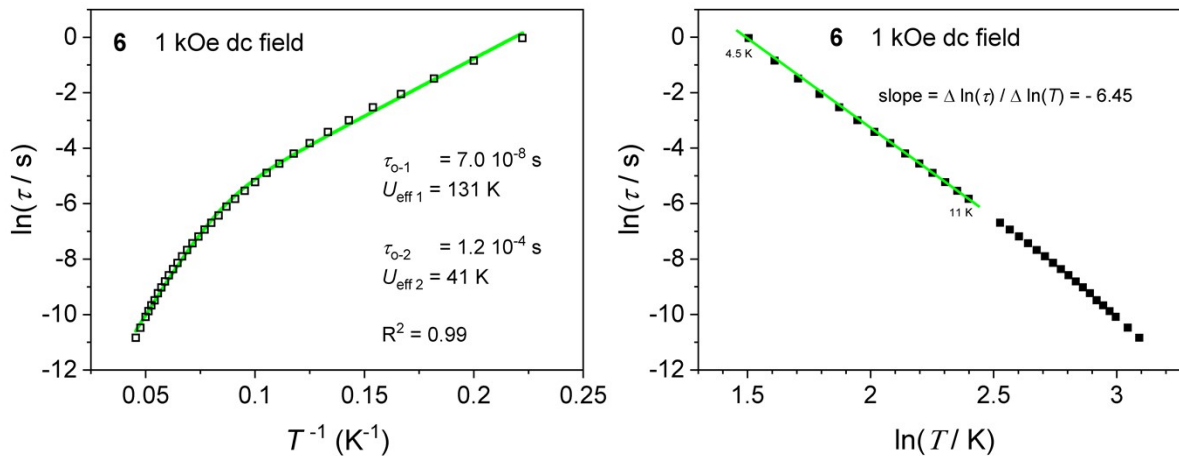 6 1 kOe dc field
ln(τ / s)
0
-2
-4
-6
-8
-10
-12
τo-1 = 7.0 10-8 s
Ueff 1 = 131 K
τo-2 = 1.2 10-4 s
Ueff 2 = 41 K
R2 = 0.99
0.05 0.1 0.15 0.2 0.25
T -1 (K-1)
6 1 kOe dc field
ln(τ / s)
0
-2
-4
-6
-8
-10
-12
4.5 K
slope = Δ ln(τ) / Δ ln(T) = - 6.45
11 K
1.5 2 2.5 3
ln(T / K)